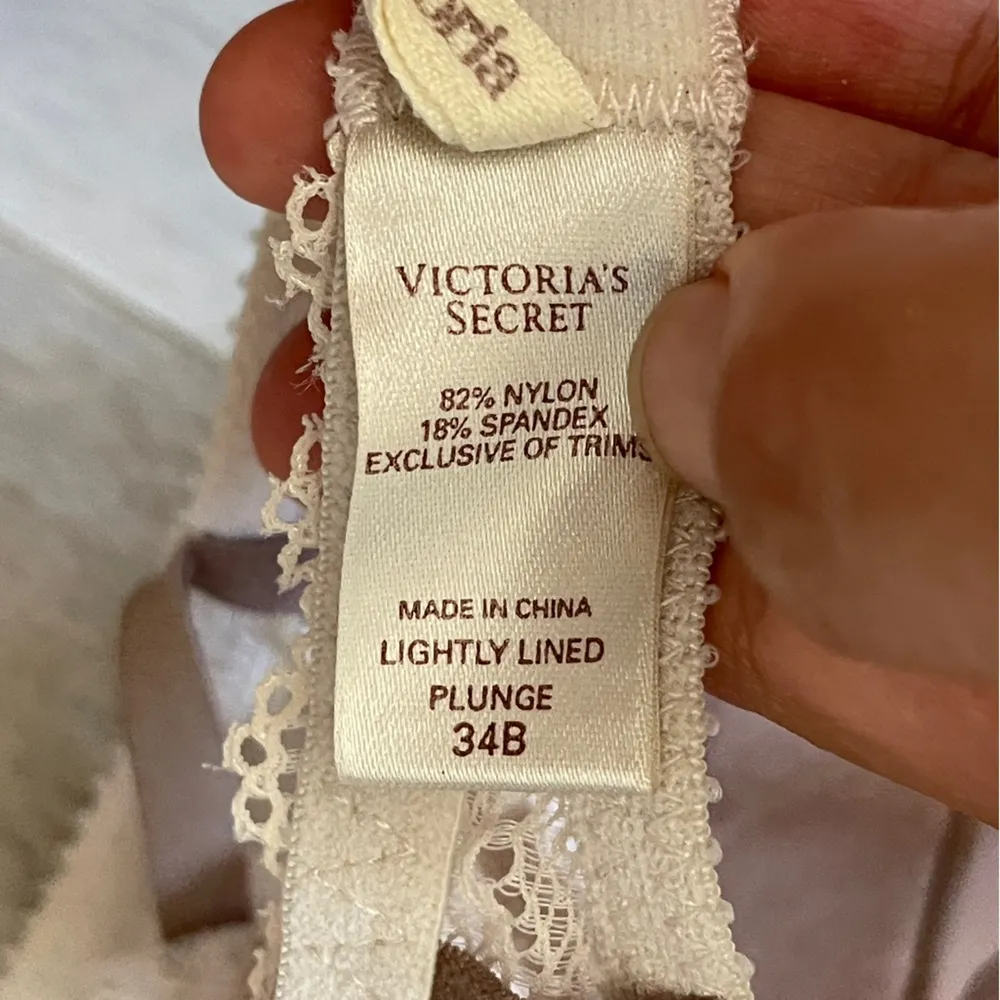 VICTORIA'S
SECRET
82% NYLON
18% SPANDEX
EXCLUSIVE OF TRIMS
MADE IN CHINA
LIGHTLY LINED
PLUNGE
34B